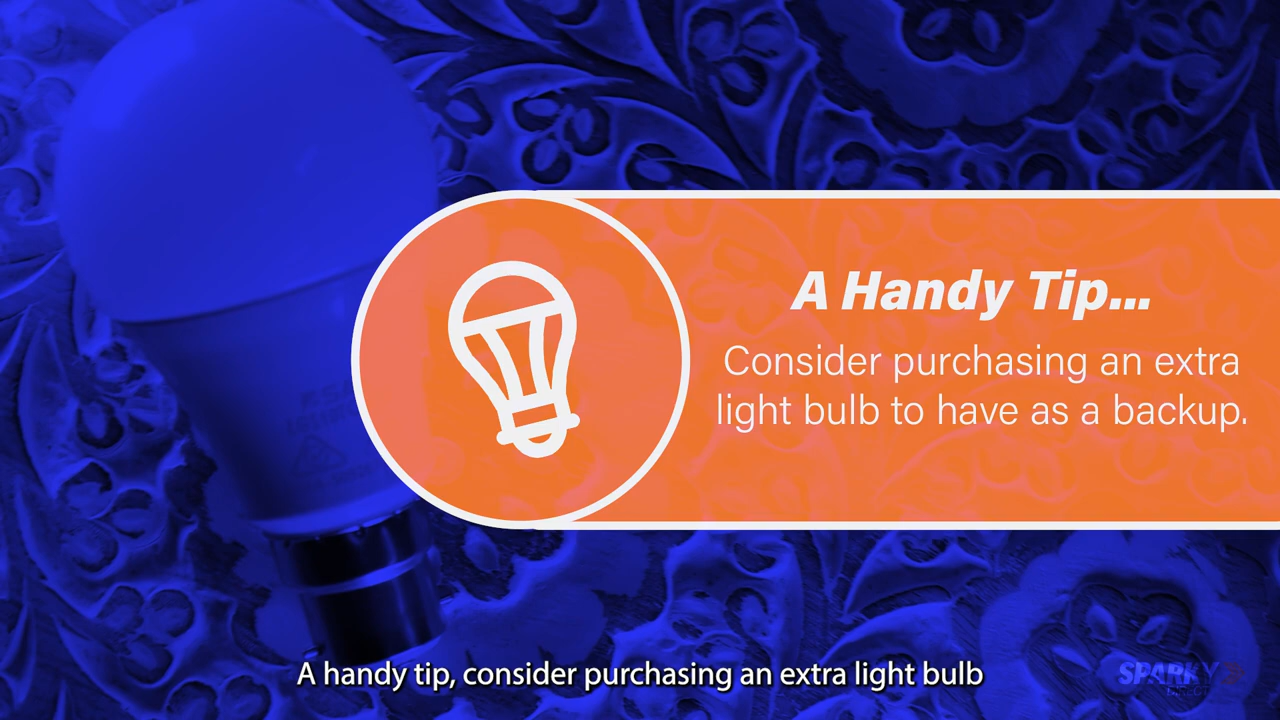 A Handy Tip...
Consider purchasing an extra
light bulb to have as a backup.
A handy tip, consider purchasing an extra light bulb
SPARKY
DIRECT